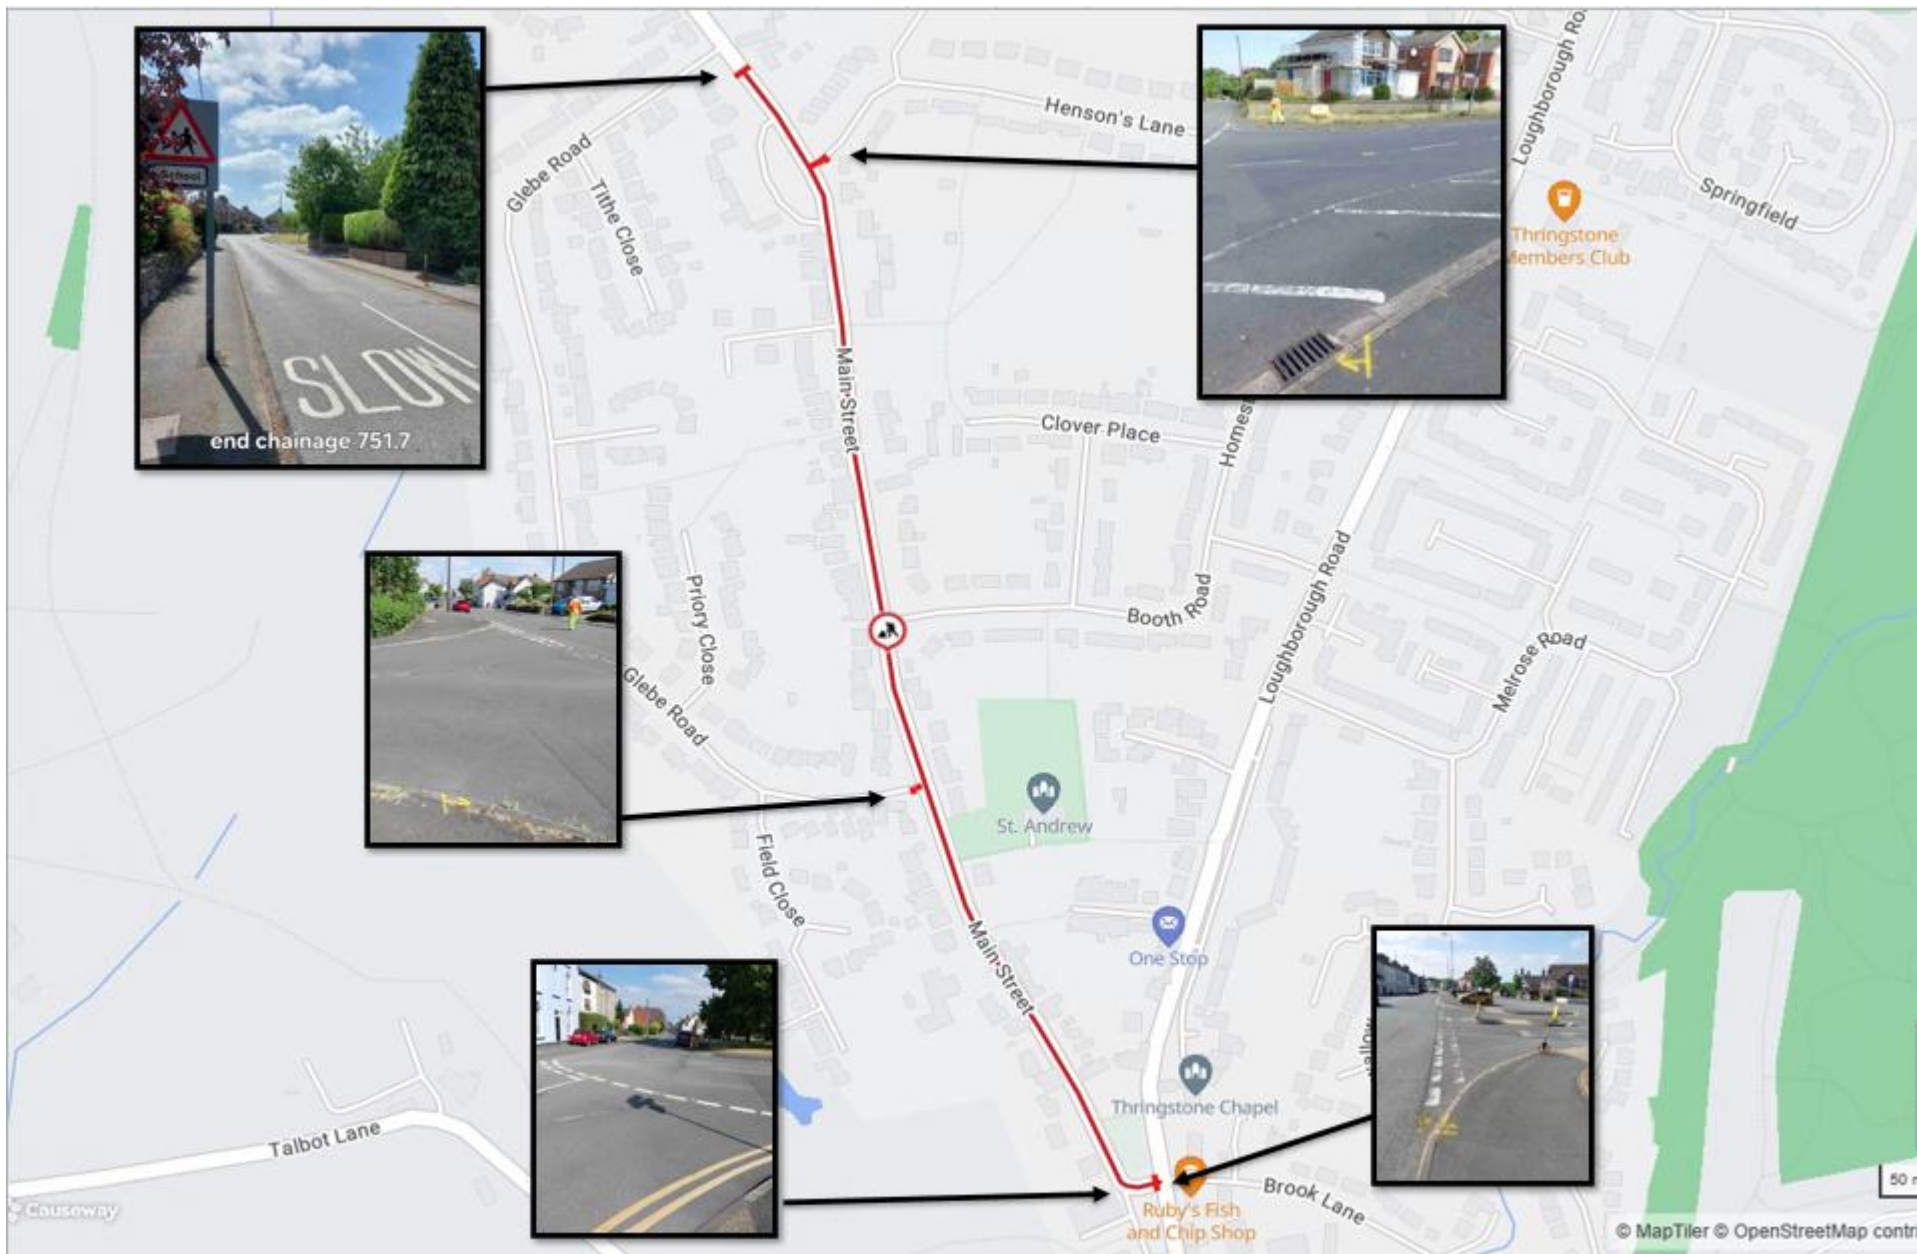 School
SLOW
end chainage 751.7
Glebe Road
Tithe Close
Henson's Lane
Loughborough Road
Springfield
Thringstone
Members Club
Main Street
Clover Place
Booth Road
Loughborough Road
Melrose Road
Priory Close
Glebe Road
Field Close
St. Andrew
One Stop
Main Street
Thringstone Chapel
Talbot Lane
Brook Lane
Ruby's Fish
and Chip Shop
Causeway
50
© MapTiler © OpenStreetMap contri